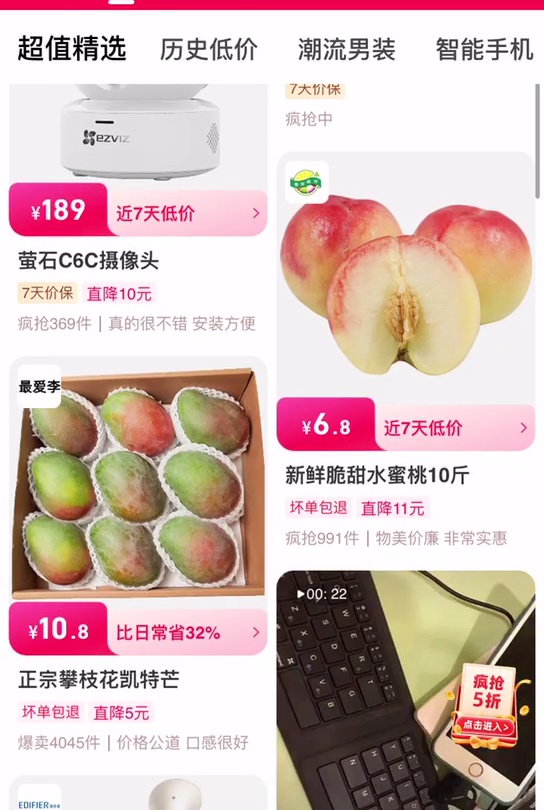 超值精选
历史低价
潮流男装
智能手机
ezviz
¥189
近7天低价
萤石C6C摄像头
7天价保
直降10元
疯抢369件｜真的很不错 安装方便
最爱李
¥10.8
比日常省32%
正宗攀枝花凯特芒
坏单包退
直降5元
爆卖4045件｜价格公道 口感很好
EDIFIER
7天价保
疯抢中
¥6.8
近7天低价
新鲜脆甜水蜜桃10斤
坏单包退
直降11元
疯抢991件｜物美价廉 非常实惠
00: 22
疯抢
5折
点击进入>